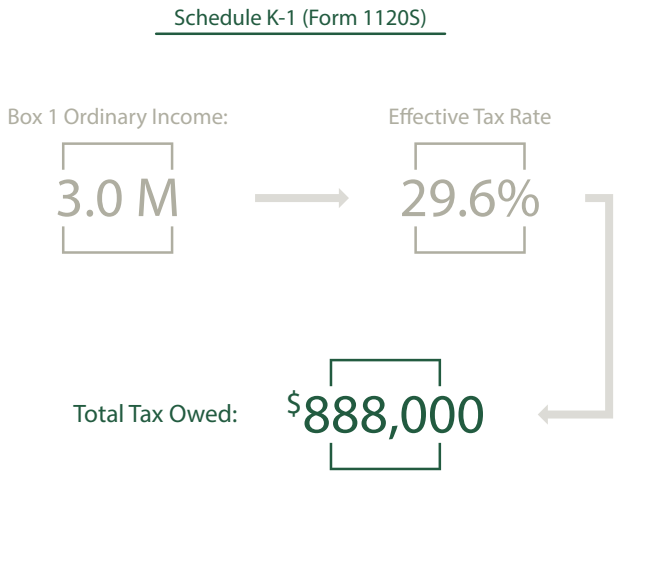 Schedule K-1 (Form 1120S)
Box 1 Ordinary Income:
Effective Tax Rate
3.0 M
29.6%
Total Tax Owed:
$888,000